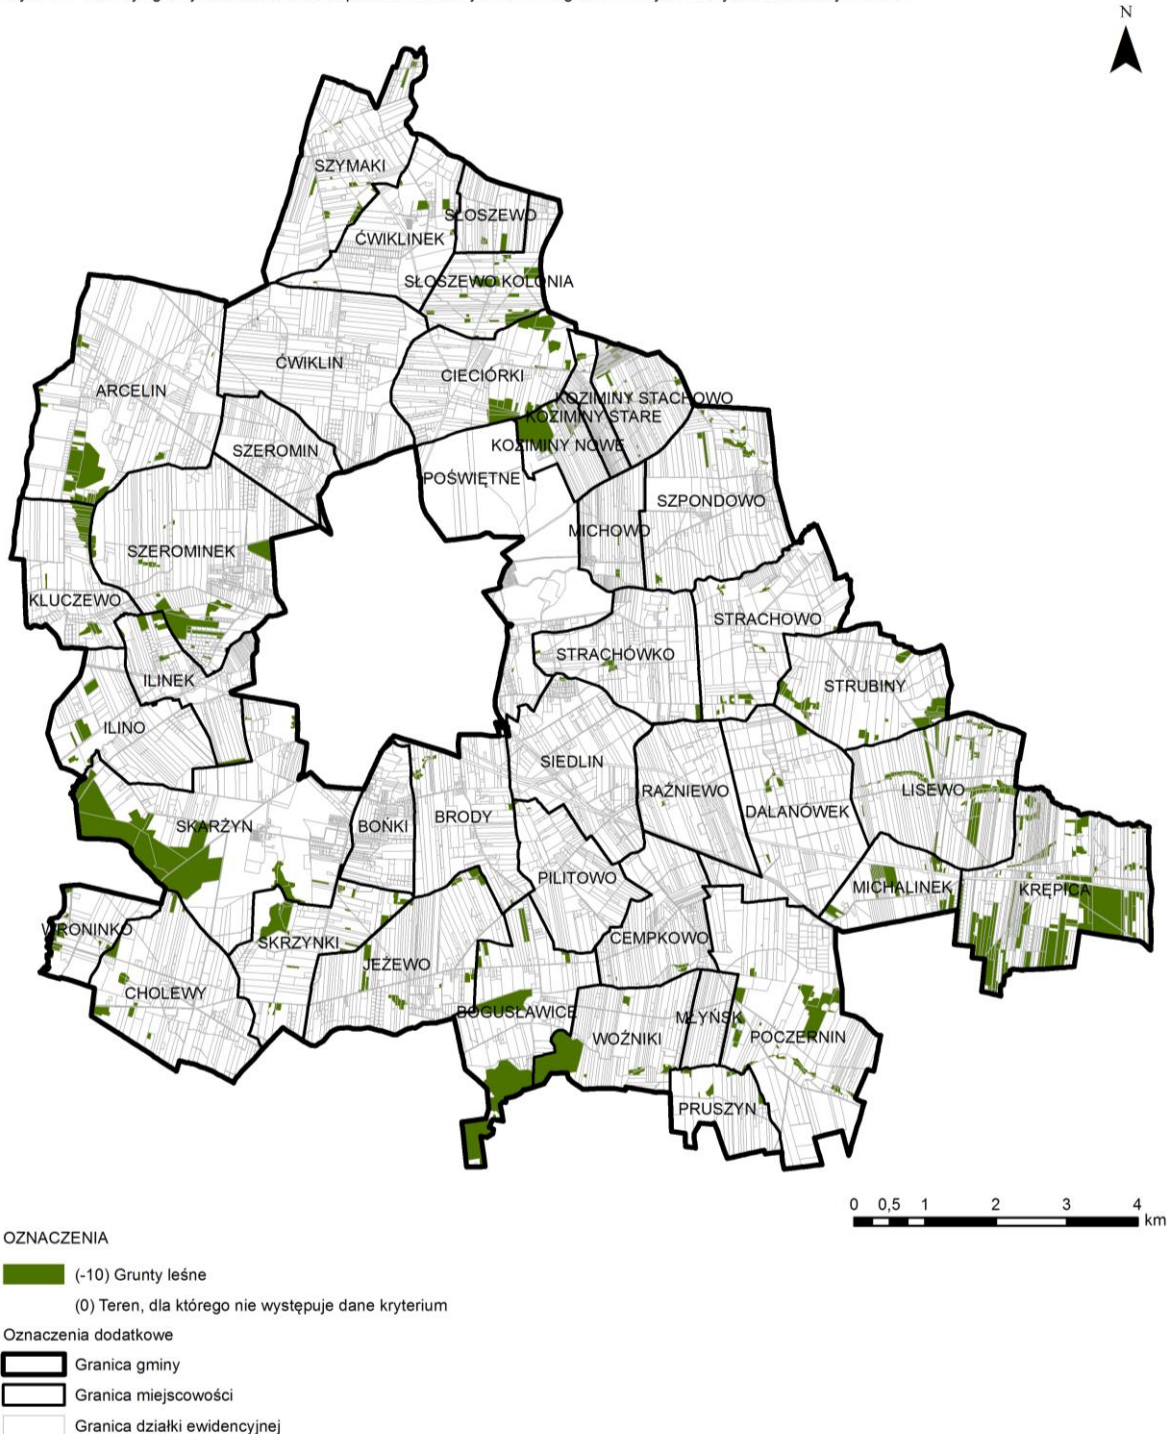 N
SZYMAKI
SŁOSZEWO
ĆWIKLINEK
SŁOSZEWO KOLONIA
ĆWIKLIN
CIECIÓRKI
ARCELIN
KOZIMINY STACHOWO
KOZIMINY STARE
KOZIMINY NOWE
SZEROMIN
POŚWIĘTNE
SZPONDOWO
MICHOWO
SZEROMINEK
KLUCZEWO
STRACHOWO
STRACHÓWKO
ILINEK
STRUBINY
ILINO
SIEDLIN
RAŹNIEWO
LISEWO
DALANÓWEK
BRODY
SKARŻYN
BOŃKI
PILITOWO
MICHALINEK
KRĘPICA
WRONINKO
SKRZYNKI
CEMPKOWO
JEŻEWO
CHOLEWY
BOGUSŁAWICE
MŁYŃSK
WOŹNIKI
POCZERNIN
PRUSZYN
0 0,5 1 2 3 4
km
OZNACZENIA
(-10) Grunty leśne
(0) Teren, dla którego nie występuje dane kryterium
Oznaczenia dodatkowe
Granica gminy
Granica miejscowości
Granica działki ewidencyjnej